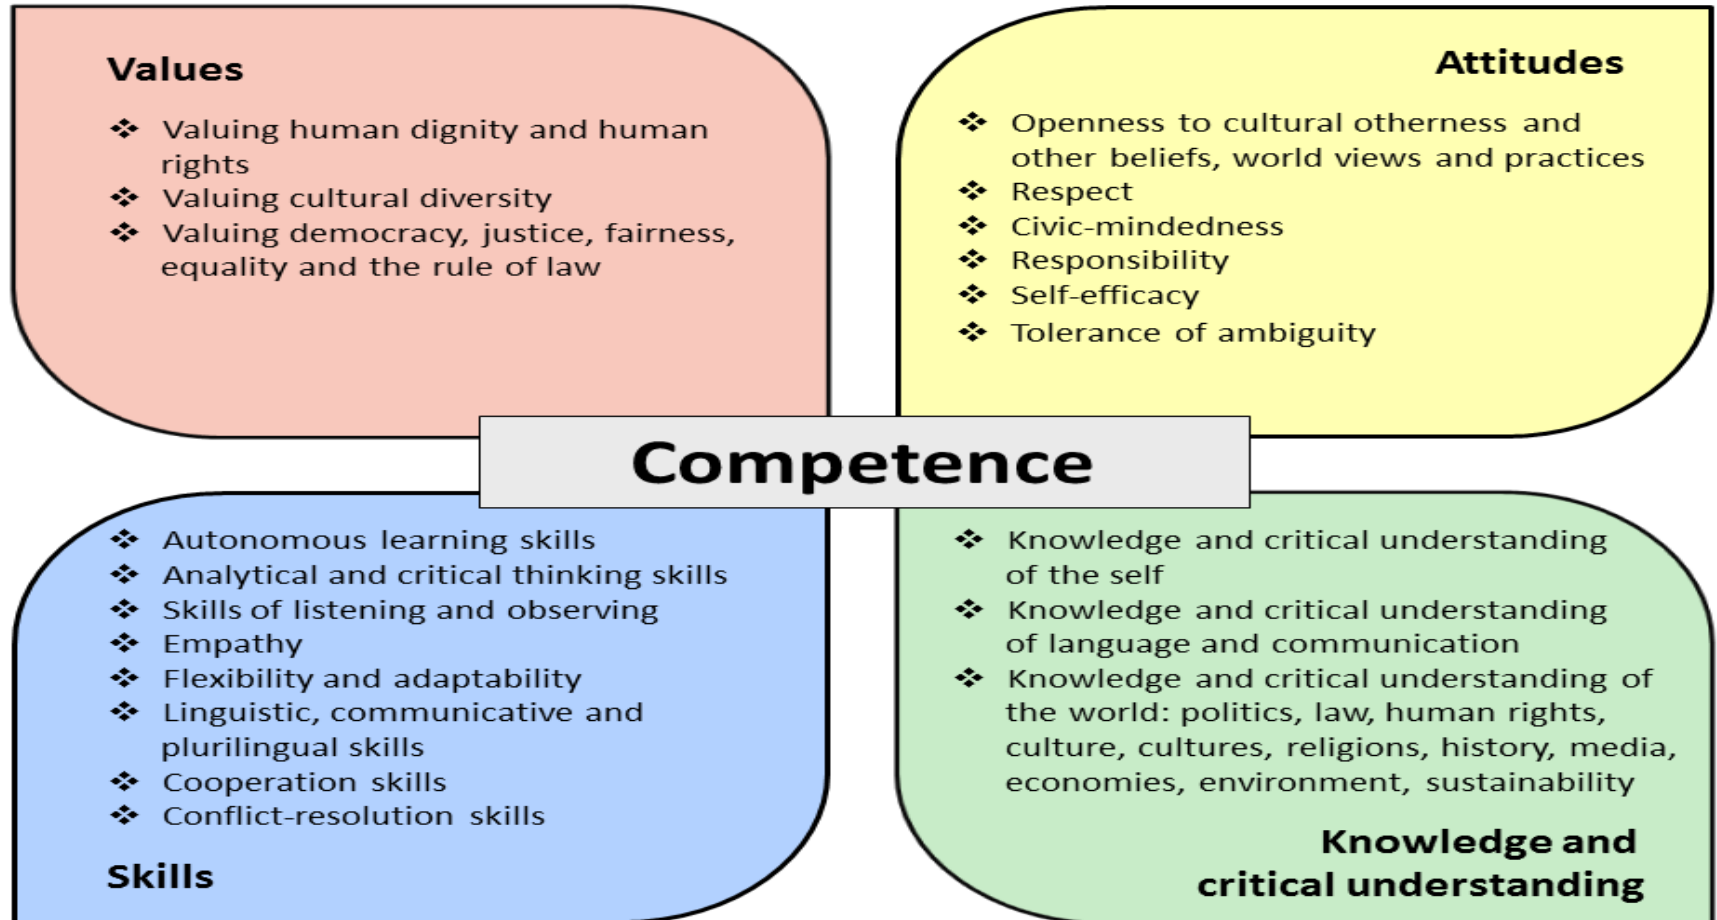 Values
❖ Valuing human dignity and human
rights
❖ Valuing cultural diversity
❖ Valuing democracy, justice, fairness,
equality and the rule of law
Attitudes
❖ Openness to cultural otherness and
other beliefs, world views and practices
❖ Respect
❖ Civic-mindedness
❖ Responsibility
❖ Self-efficacy
❖ Tolerance of ambiguity
Competence
❖ Autonomous learning skills
❖ Analytical and critical thinking skills
❖ Skills of listening and observing
❖ Empathy
❖ Flexibility and adaptability
❖ Linguistic, communicative and
plurilingual skills
❖ Cooperation skills
❖ Conflict-resolution skills
Skills
❖ Knowledge and critical understanding
of the self
❖ Knowledge and critical understanding
of language and communication
❖ Knowledge and critical understanding of
the world: politics, law, human rights,
culture, cultures, religions, history, media,
economies, environment, sustainability
Knowledge and
critical understanding